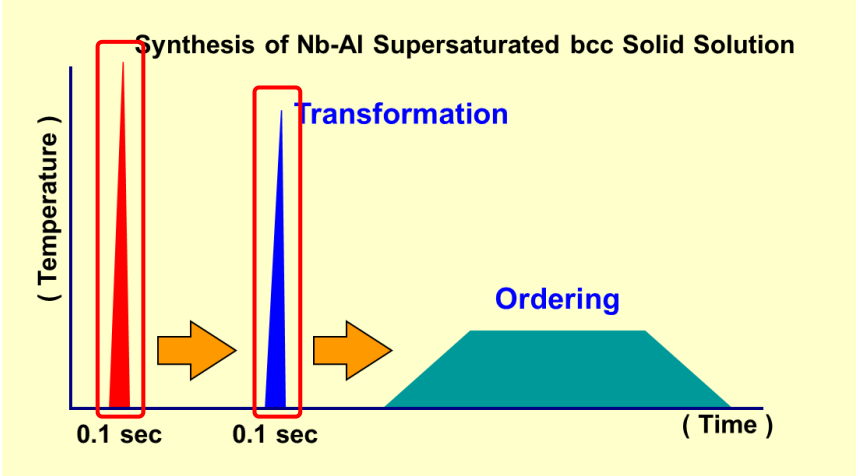 Synthesis of Nb-Al Supersaturated bcc Solid Solution
Transformation
( Temperature )
Ordering
0.1 sec
0.1 sec
( Time )